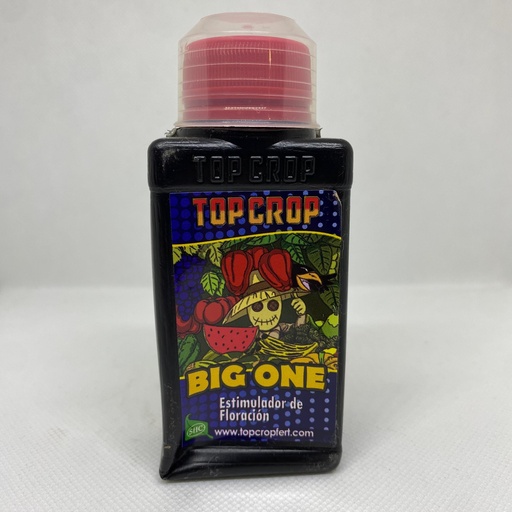 TOP CROP
TOP CROP
BIG ONE
Estimulador de
Floración
www.topcropfert.com